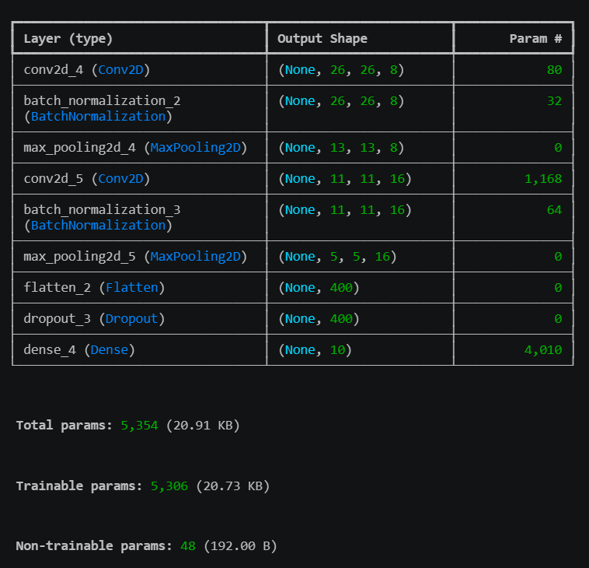 Layer (type) Output Shape Param #
conv2d_4 (Conv2D) (None, 26, 26, 8) 80
batch_normalization_2 (None, 26, 26, 8) 32
(BatchNormalization)
max_pooling2d_4 (MaxPooling2D) (None, 13, 13, 8) 0
conv2d_5 (Conv2D) (None, 11, 11, 16) 1,168
batch_normalization_3 (None, 11, 11, 16) 64
(BatchNormalization)
max_pooling2d_5 (MaxPooling2D) (None, 5, 5, 16) 0
flatten_2 (Flatten) (None, 400) 0
dropout_3 (Dropout) (None, 400) 0
dense_4 (Dense) (None, 10) 4,010
Total params: 5,354 (20.91 KB)
Trainable params: 5,306 (20.73 KB)
Non-trainable params: 48 (192.00 B)